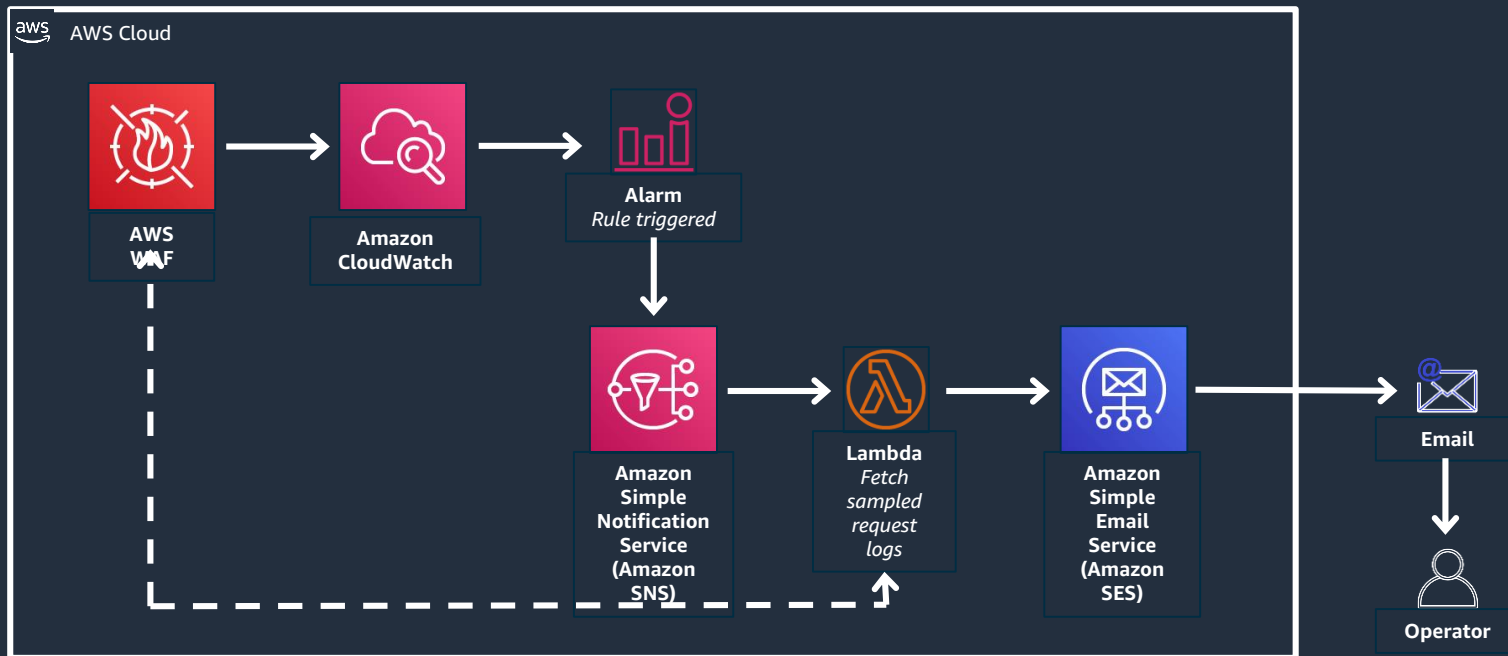 aws
AWS Cloud
AWS
WAF
Amazon
CloudWatch
Alarm
Rule triggered
Amazon
Simple
Notification
Service
(Amazon
SNS)
Lambda
Fetch
sampled
request
logs
Amazon
Simple
Email
Service
(Amazon
SES)
@
Email
Operator